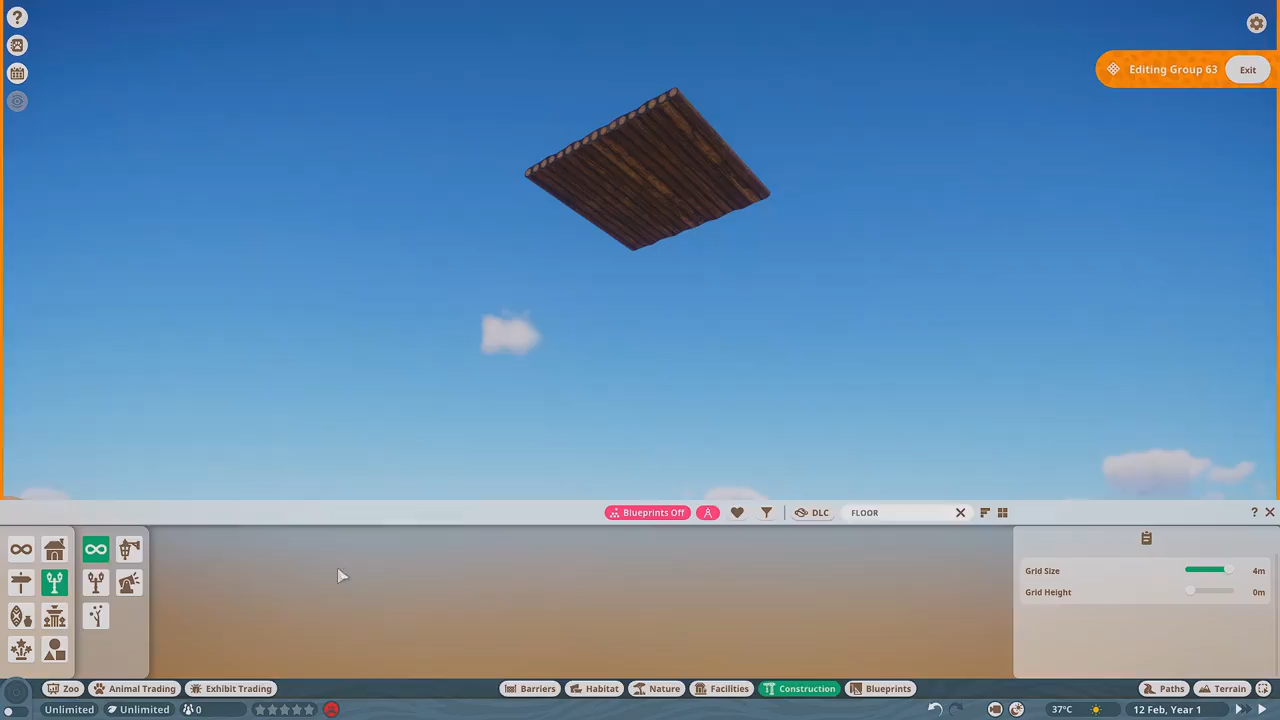 ?
Editing Group 63
Exit
Blueprints Off
DLC
FLOOR
?
Grid Size
4m
Grid Height
0m
Zoo
Animal Trading
Exhibit Trading
Barriers
Habitat
Nature
Facilities
Construction
Blueprints
Paths
Terrain
Unlimited
Unlimited
0
37°C
12 Feb, Year 1